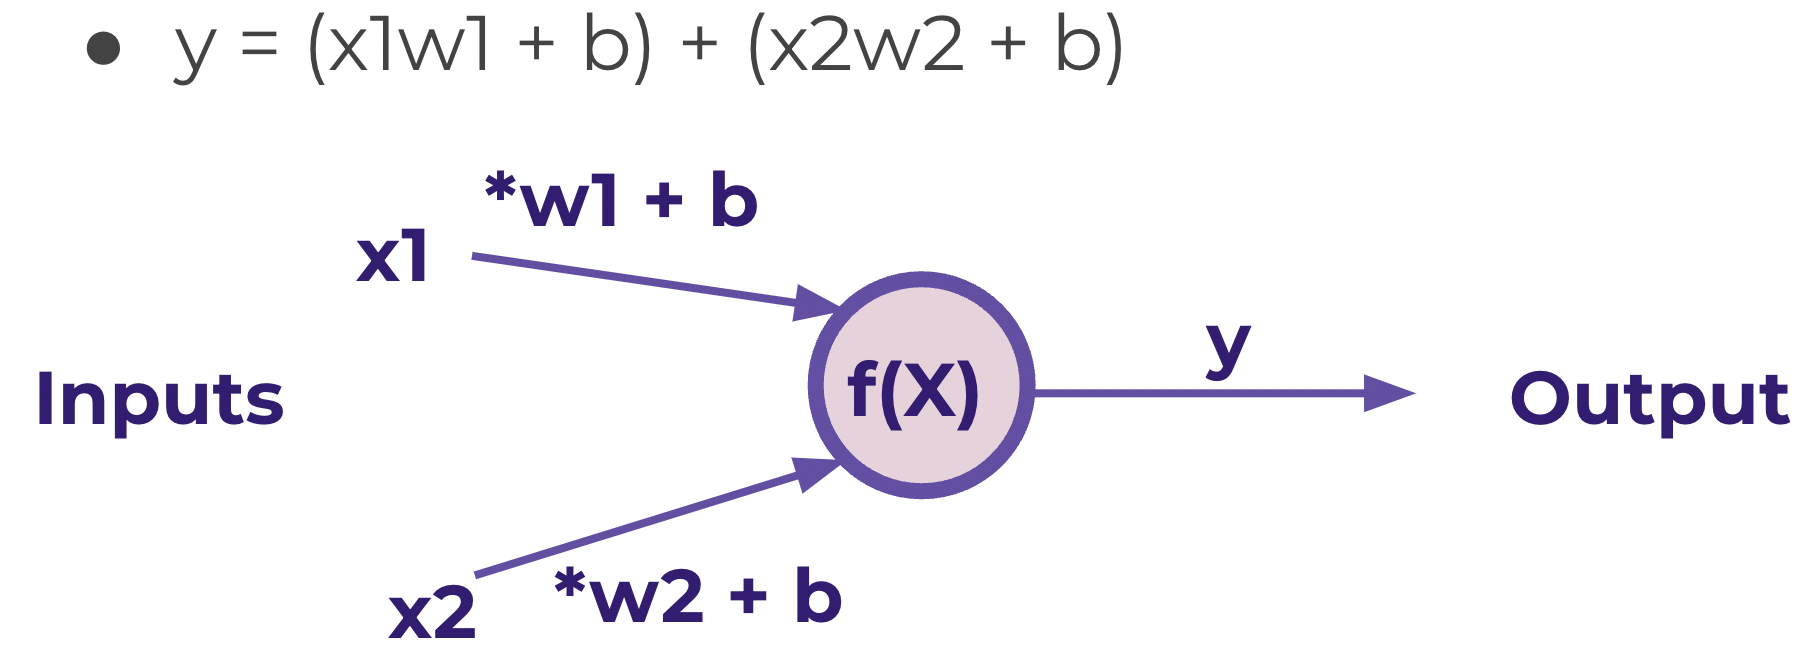 ● y = (x1w1 + b) + (x2w2 + b)
*w1 + b
x1
f(X)
y
Inputs
Output
x2
*w2 + b